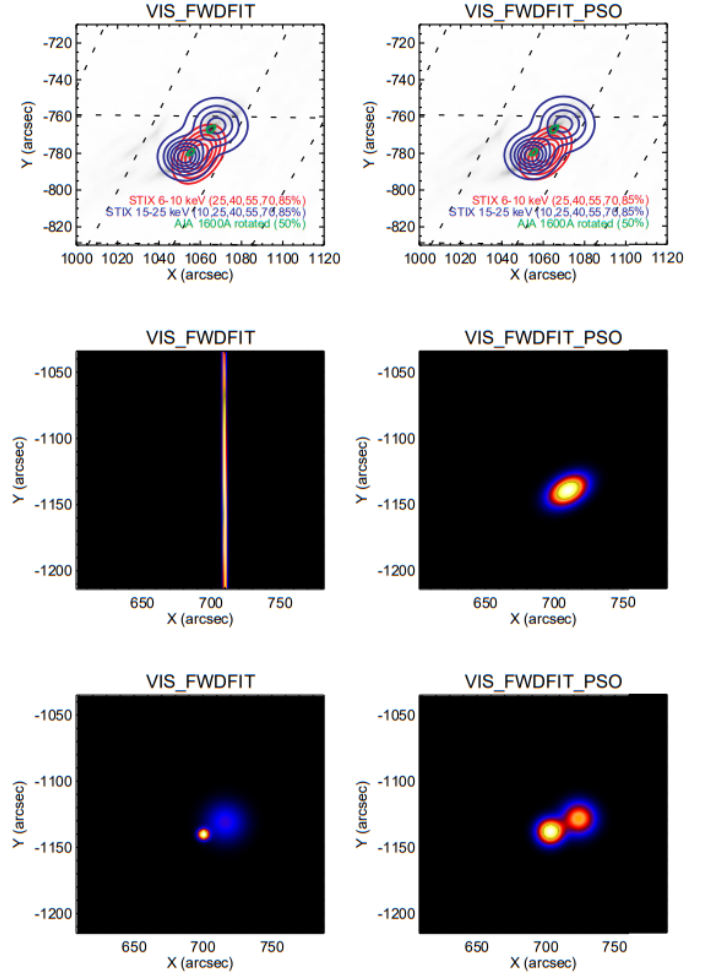 VIS_FWDFIT
VIS_FWDFIT_PSO
-720
-740
-760
-780
-800
-820
Y (arcsec)
STIX 6-10 keV (25,40,55,70,85%)
STIX 15-25 keV (10,25,40,55,70,85%)
AIA 1600A rotated (50%)
1000 1020 1040 1060 1080 1100 1120
X (arcsec)
-720
-740
-760
-780
-800
-820
Y (arcsec)
STIX 6-10 keV (25,40,55,70,85%)
STIX 15-25 keV (10,25,40,55,70,85%)
AIA 1600A rotated (50%)
1000 1020 1040 1060 1080 1100 1120
X (arcsec)
VIS_FWDFIT
VIS_FWDFIT_PSO
-1050
-1100
-1150
-1200
Y (arcsec)
650 700 750
X (arcsec)
-1050
-1100
-1150
-1200
Y (arcsec)
650 700 750
X (arcsec)
VIS_FWDFIT
VIS_FWDFIT_PSO
-1050
-1100
-1150
-1200
Y (arcsec)
650 700 750
X (arcsec)
-1050
-1100
-1150
-1200
Y (arcsec)
650 700 750
X (arcsec)